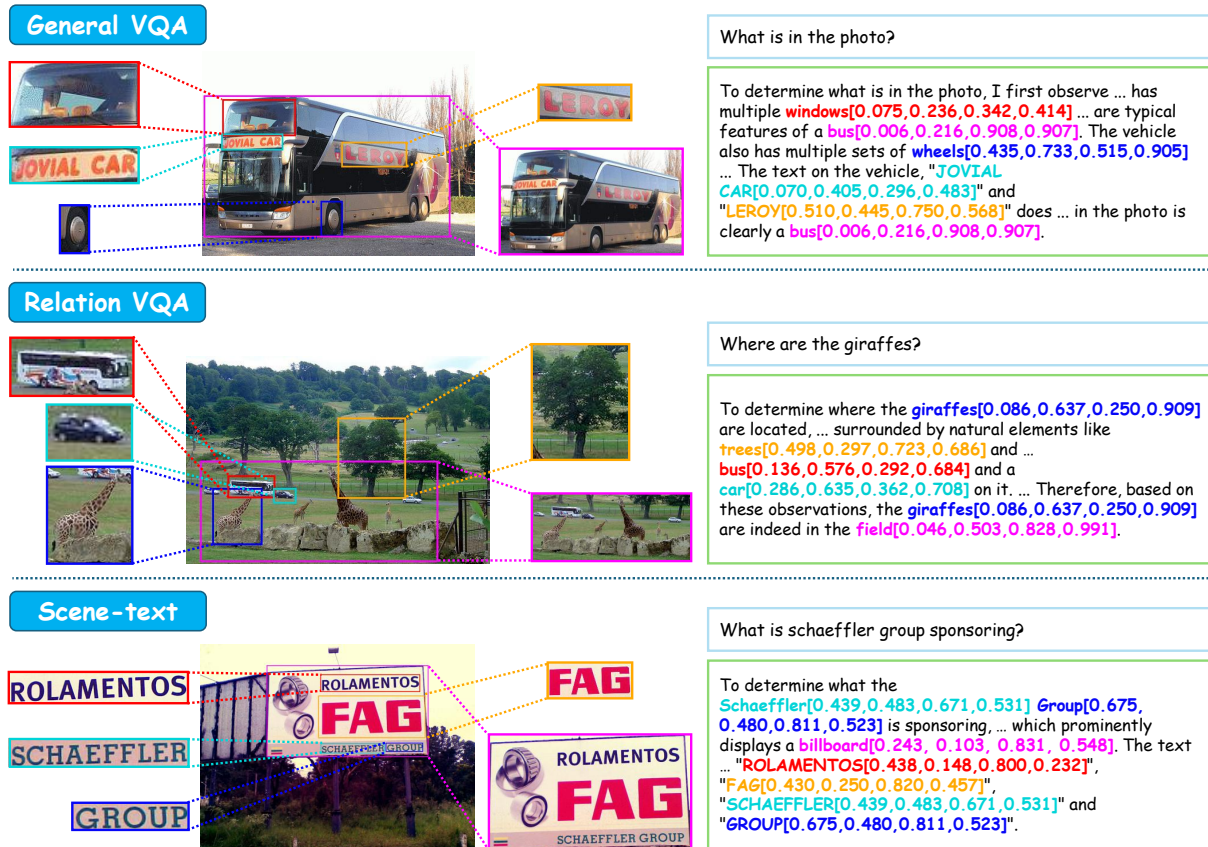 General VQA
JOVIAL CAR
JOVIAL CAR
LEROY
LEROY
JOVIAL CAR
LEROY
What is in the photo?
To determine what is in the photo, I first observe ... has
multiple windows[0.075,0.236,0.342,0.414] ... are typical
features of a bus[0.006,0.216,0.908,0.907]. The vehicle
also has multiple sets of wheels[0.435,0.733,0.515,0.905]
... The text on the vehicle, "JOVIAL
CAR[0.070,0.405,0.296,0.483]" and
"LEROY[0.510,0.445,0.750,0.568]" does ... in the photo is
clearly a bus[0.006,0.216,0.908,0.907].
Relation VQA
Where are the giraffes?
To determine where the giraffes[0.086,0.637,0.250,0.909]
are located, ... surrounded by natural elements like
trees[0.498,0.297,0.723,0.686] and ...
bus[0.136,0.576,0.292,0.684] and a
car[0.286,0.635,0.362,0.708] on it. ... Therefore, based on
these observations, the giraffes[0.086,0.637,0.250,0.909]
are indeed in the field[0.046,0.503,0.828,0.991].
Scene-text
ROLAMENTOS
SCHAEFFLER
GROUP
ROLAMENTOS
FAG
SCHAEFFLER GROUP
FAG
ROLAMENTOS
FAG
SCHAEFFLER GROUP
What is schaeffler group sponsoring?
To determine what the
Schaeffler[0.439,0.483,0.671,0.531] Group[0.675,
0.480,0.811,0.523] is sponsoring, ... which prominently
displays a billboard[0.243, 0.103, 0.831, 0.548]. The text
... "ROLAMENTOS[0.438,0.148,0.800,0.232]",
"FAG[0.430,0.250,0.820,0.457]",
"SCHAEFFLER[0.439,0.483,0.671,0.531]" and
"GROUP[0.675,0.480,0.811,0.523]".